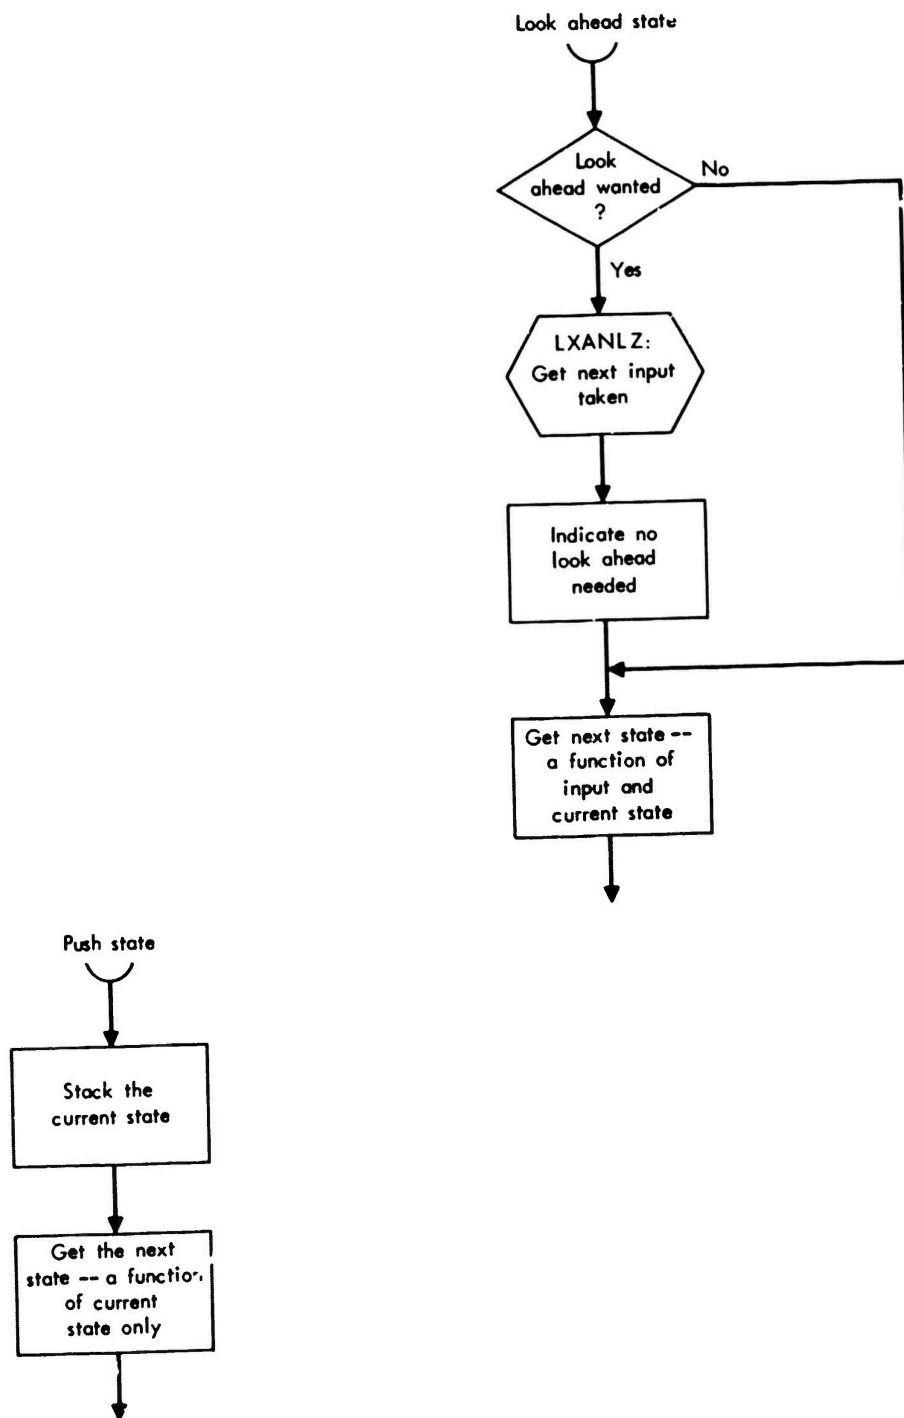 Look ahead state
Look
ahead wanted
?
No
Yes
LXANLZ:
Get next input
taken
Indicate no
look ahead
needed
Get next state --
a function of
input and
current state
Push state
Stack the
current state
Get the next
state -- a function
of current
state only